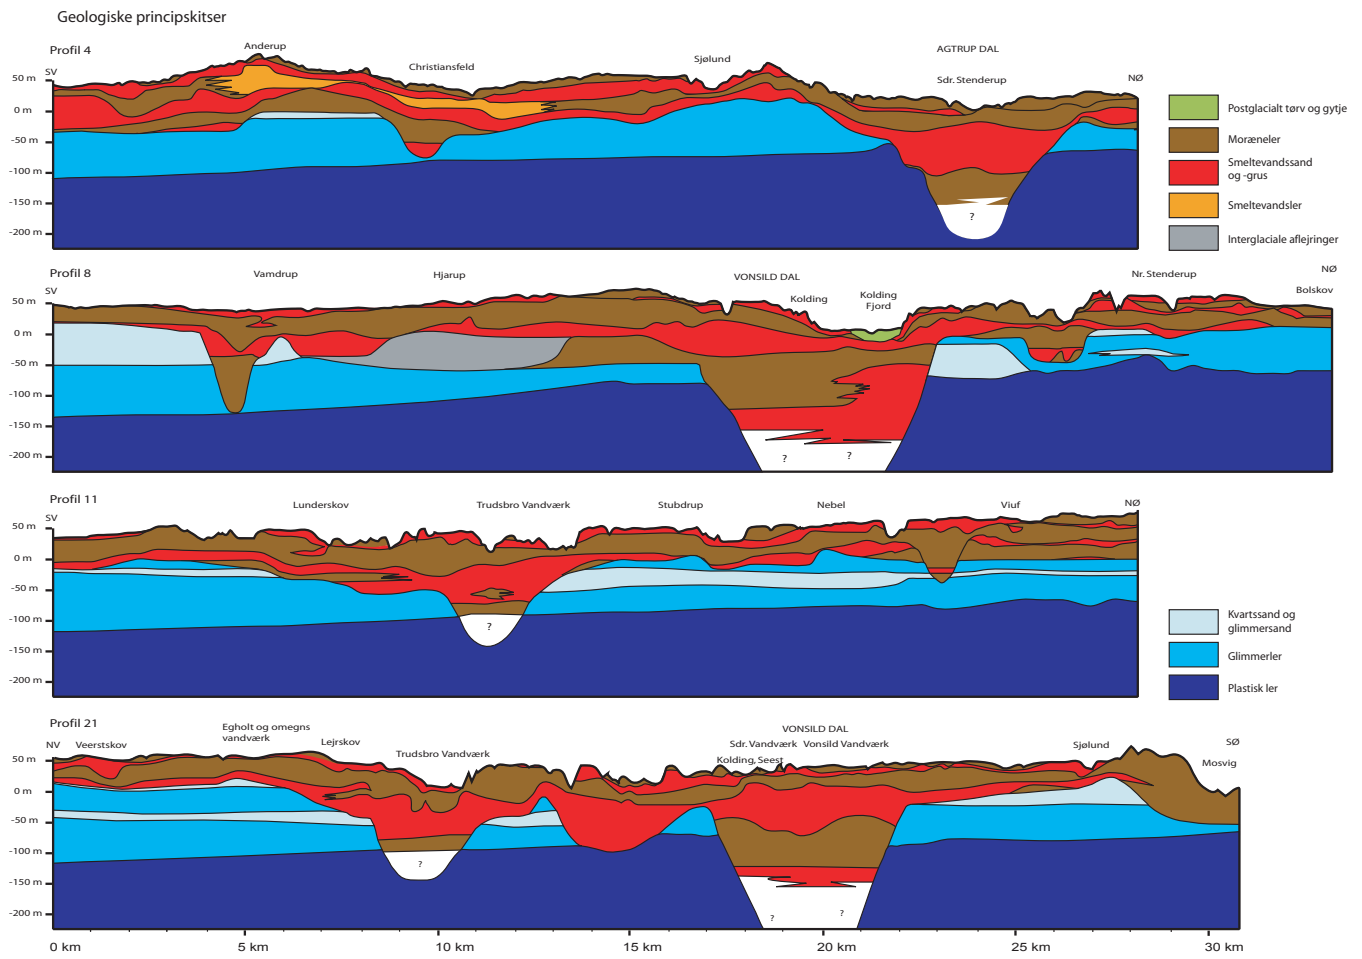 Geologiske principskitser
Profil 4
SV
Anderup
Christiansfeld
Sjølund
AGTRUP DAL
Sdr. Stenderup
NØ
50 m
0 m
-50 m
-100 m
-150 m
-200 m
?
Postglacialt tørv og gytje
Moræneler
Smeltevandssand
og -grus
Smeltevandsler
Interglaciale aflejringer
Profil 8
SV
Vamdrup
Hjarup
VONSILD DAL
Kolding
Kolding
Fjord
Nr. Stenderup
NØ
Bolskov
50 m
0 m
-50 m
-100 m
-150 m
-200 m
?
?
Profil 11
SV
Lunderskov
Trudsbro Vandværk
Stubdrup
Nebel
Viuf
NØ
50 m
0 m
-50 m
-100 m
-150 m
-200 m
?
Kvartssand og
glimmersand
Glimmerler
Plastisk ler
Profil 21
NV
Veerstskov
Egholt og omegns
vandværk
Lejrskov
Trudsbro Vandværk
VONSILD DAL
Sdr. Vandværk
Kolding, Seest
Vonsild Vandværk
Sjølund
SØ
Mosvig
50 m
0 m
-50 m
-100 m
-150 m
-200 m
?
?
?
0 km
5 km
10 km
15 km
20 km
25 km
30 km